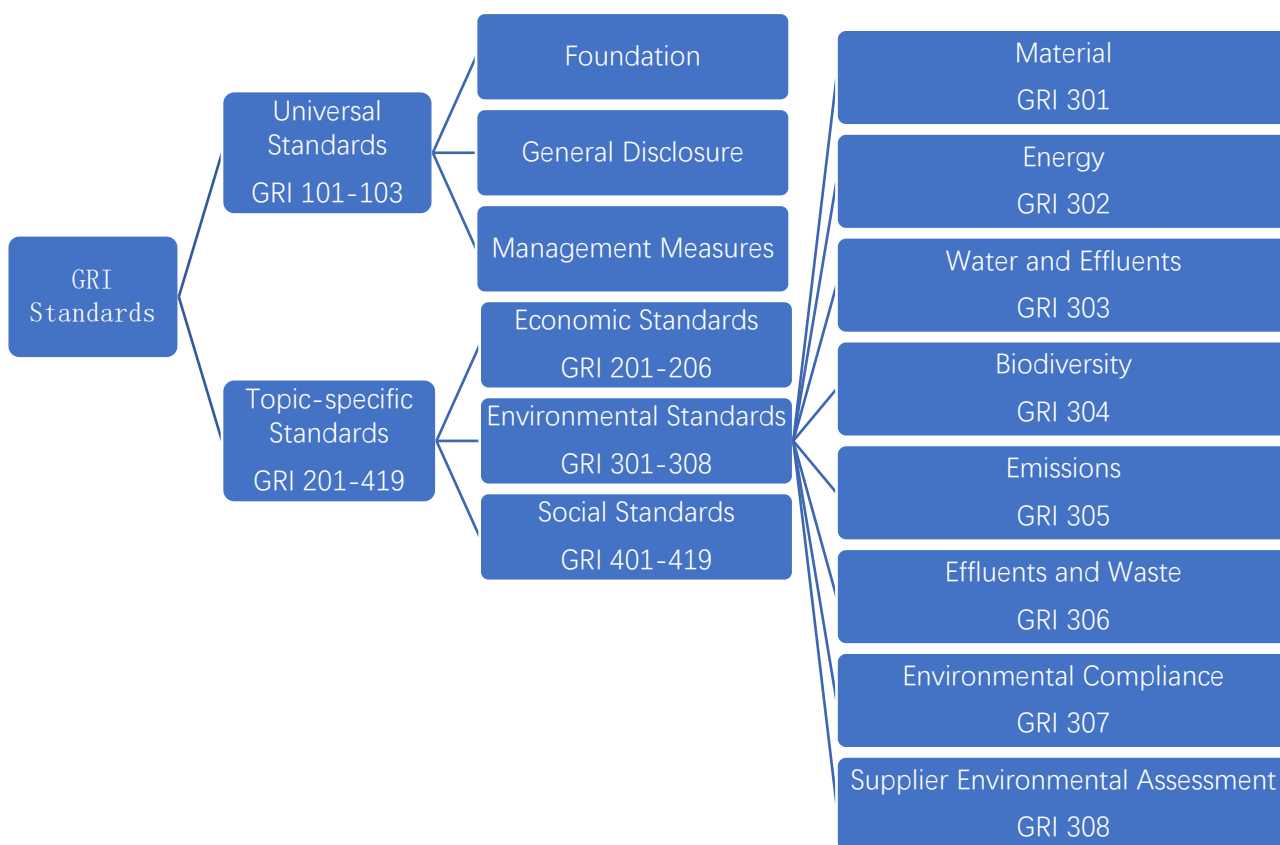 GRI
Standards
Universal
Standards
GRI 101-103
Topic-specific
Standards
GRI 201-419
Foundation
General Disclosure
Management Measures
Economic Standards
GRI 201-206
Environmental Standards
GRI 301-308
Social Standards
GRI 401-419
Material
GRI 301
Energy
GRI 302
Water and Effluents
GRI 303
Biodiversity
GRI 304
Emissions
GRI 305
Effluents and Waste
GRI 306
Environmental Compliance
GRI 307
Supplier Environmental Assessment
GRI 308